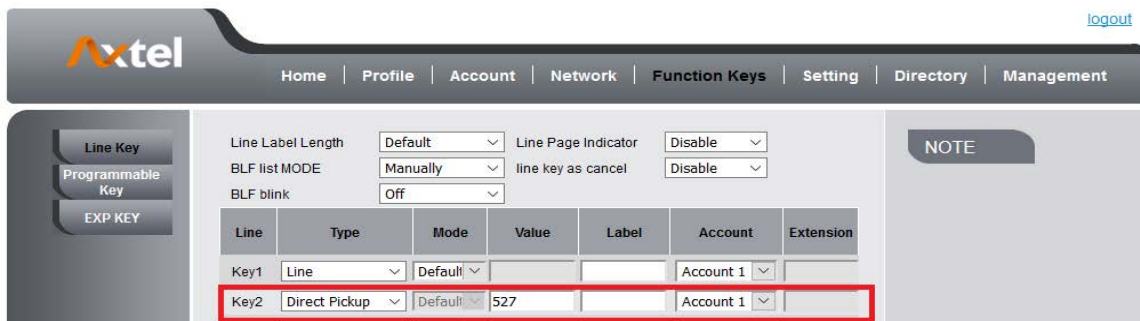 logout
Axtel
Home | Profile | Account | Network | Function Keys | Setting | Directory | Management
Line Key
Programmable Key
EXP KEY
Line Label Length Default Line Page Indicator Disable
BLF list MODE Manually line key as cancel Disable
BLF blink Off
NOTE
Line Type Mode Value Label Account Extension
Key1 Line Default Account 1
Key2 Direct Pickup Default 527 Account 1